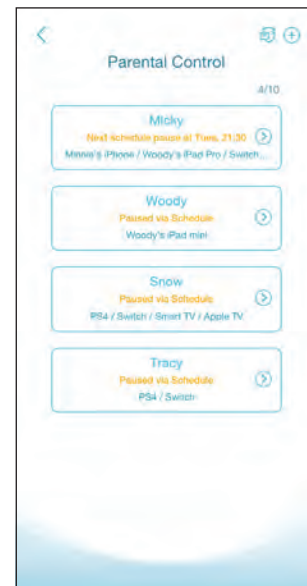 Parental Control
4/10
Micky
Next schedule pause at Tues, 21:30
Minnie's iPhone / Woody's iPad Pro / Switch...
Woody
Paused via Schedule
Woody's iPad mini
Snow
Paused via Schedule
PS4 / Switch / Smart TV / Apple TV
Tracy
Paused via Schedule
PS4 / Switch